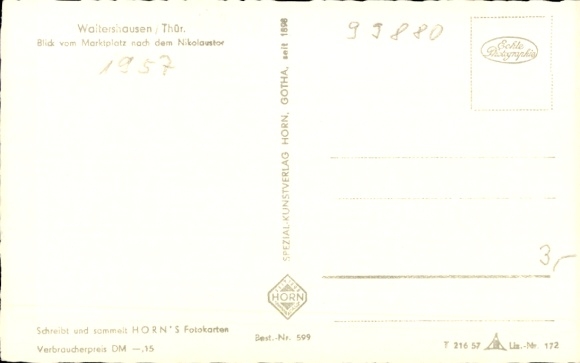 Waltershausen / Thür.
Blick vom Marktplatz nach dem Nikolaustor
1957
SPEZIAL-KUNSTVERLAG HORN, GOTHA, seit 1898
HORN
99880
Echte
Photographie
3,-
Schreibt und sammelt HORN'S Fotokarten
Verbraucherpreis DM —,15
Best.-Nr. 599
T 216 57 Liz.-Nr. 172